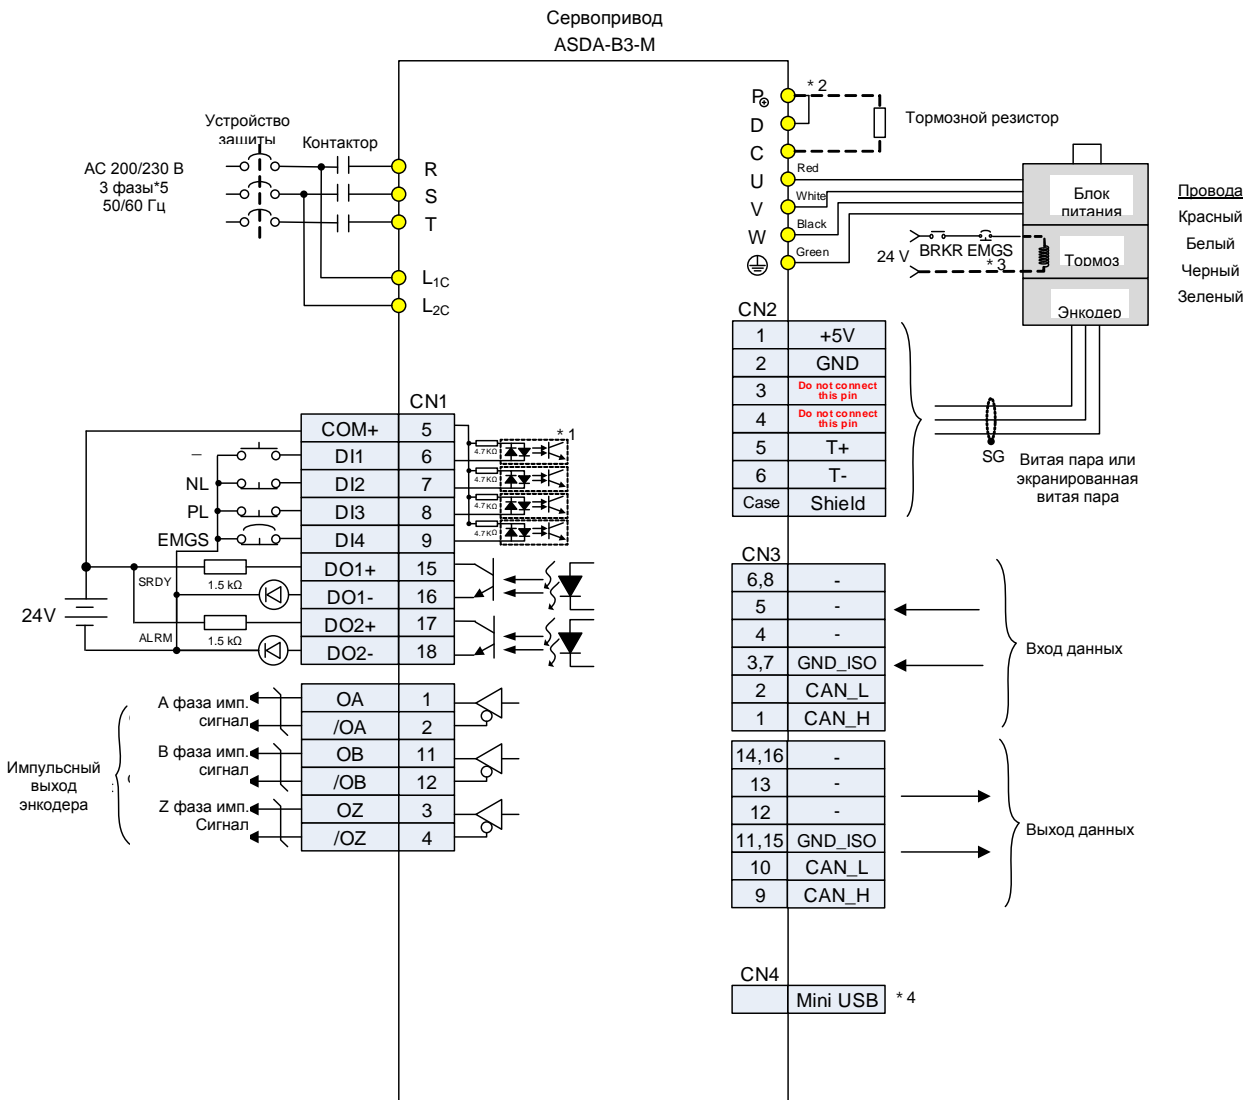 Сервопривод
ASDA-B3-M
Устройство
защиты
Контактор
AC 200/230 В
3 фазы*5
50/60 Гц
R
S
T
L1C
L2C
P⊕
D
C
U
V
W
* 2
Тормозной резистор
Red
White
Black
Green
24 V
BRKR EMGS
* 3
Блок
питания
Тормоз
Энкодер
Провода
Красный
Белый
Черный
Зеленый
CN2
1 +5V
2 GND
3 Do not connect
this pin
4 Do not connect
this pin
5 T+
6 T-
Case Shield
SG
Витая пара или
экранированная
витая пара
CN1
COM+ 5
DI1 6
DI2 7
DI3 8
DI4 9
DO1+ 15
DO1- 16
DO2+ 17
DO2- 18
* 1
4.7KΩ
4.7KΩ
4.7KΩ
4.7KΩ
–
NL
PL
EMGS
SRDY
1.5 kΩ
24V
ALRM
1.5 kΩ
OA 1
/OA 2
OB 11
/OB 12
OZ 3
/OZ 4
А фаза имп.
сигнал
В фаза имп.
сигнал
Z фаза имп.
Сигнал
Импульсный
выход
энкодера
CN3
6,8 -
5 -
4 -
3,7 GND_ISO
2 CAN_L
1 CAN_H
Вход данных
14,16 -
13 -
12 -
11,15 GND_ISO
10 CAN_L
9 CAN_H
Выход данных
CN4
Mini USB
* 4